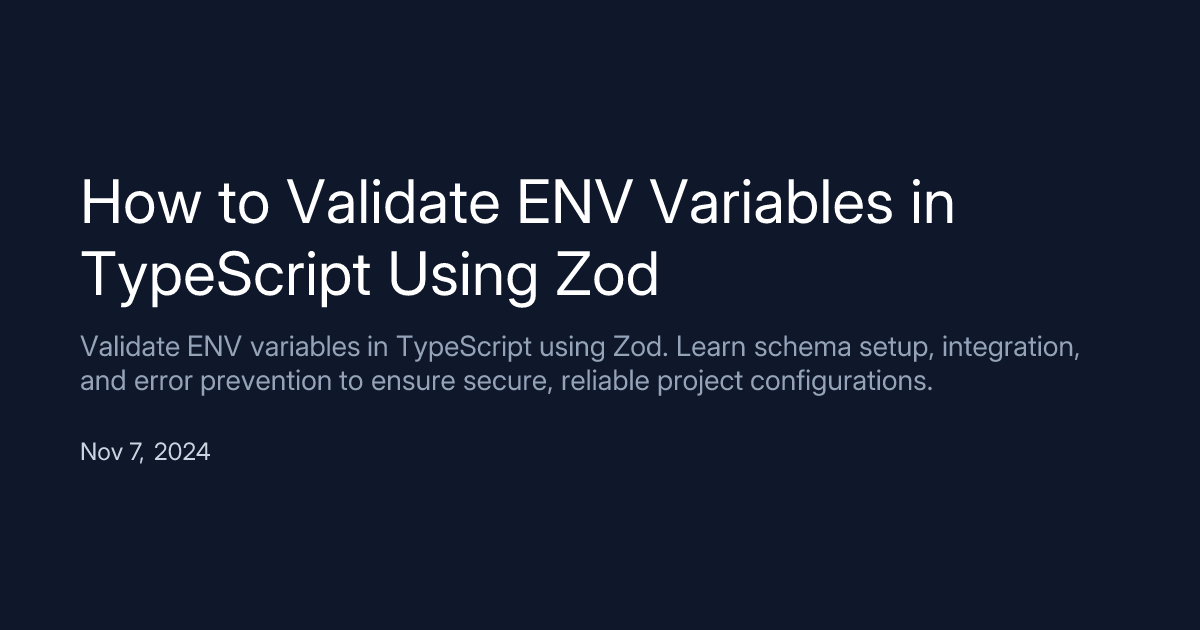 How to Validate ENV Variables in
TypeScript Using Zod
Validate ENV variables in TypeScript using Zod. Learn schema setup, integration,
and error prevention to ensure secure, reliable project configurations.
Nov 7, 2024